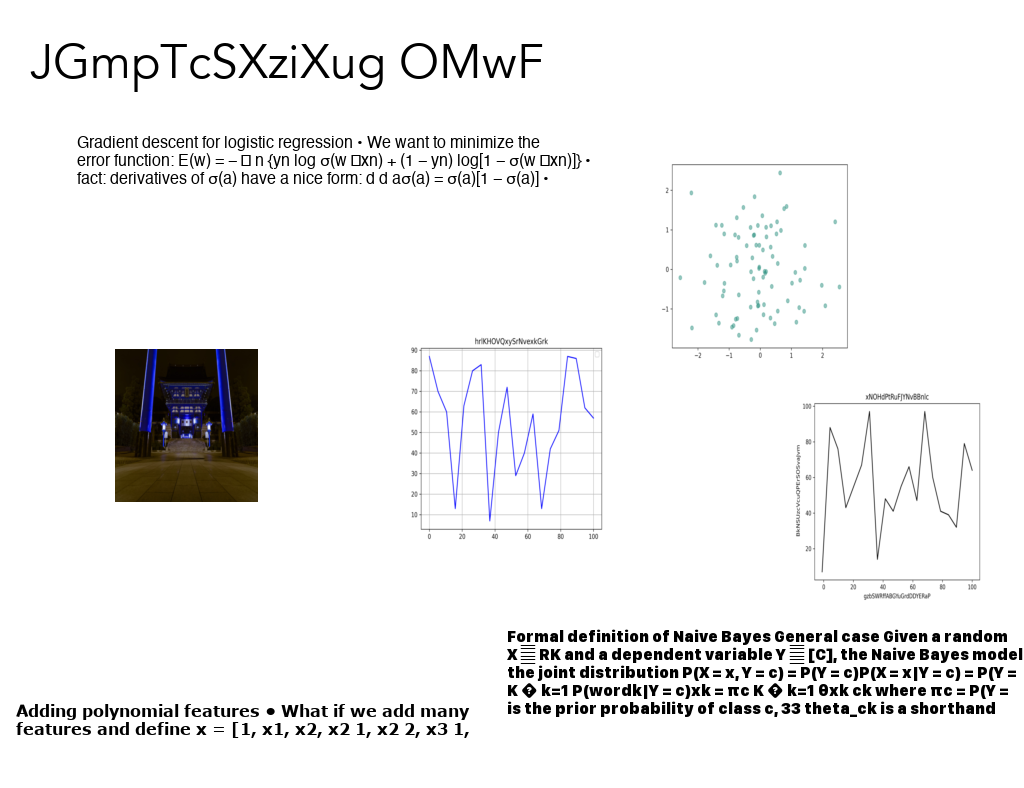 JGmpTcSXziXug OMwF
Gradient descent for logistic regression • We want to minimize the
error function: E(w) = – □ n {yn log σ(w □xn) + (1 – yn) log[1 – σ(w □xn)]} •
fact: derivatives of σ(a) have a nice form: d d aσ(a) = σ(a)[1 – σ(a)] •
2
1
0
−1
−2 −1 0 1 2
hrlKHOVQxySrNvexkGrk
90
80
70
60
50
40
30
20
10
0 20 40 60 80 100
100
80
60
40
20
0 20 40 60 80 100
Formal definition of Naive Bayes General case Given a random
X RK and a dependent variable Y [C], the Naive Bayes model
the joint distribution P(X = x, Y = c) = P(Y = c)P(X = x|Y = c) = P(Y =
K � k=1 P(wordk|Y = c)xk = πc K � k=1 θxk ck where πc = P(Y =
is the prior probability of class c, 33 theta_ck is a shorthand
Adding polynomial features • What if we add many
features and define x = [1, x1, x2, x2 1, x2 2, x3 1,